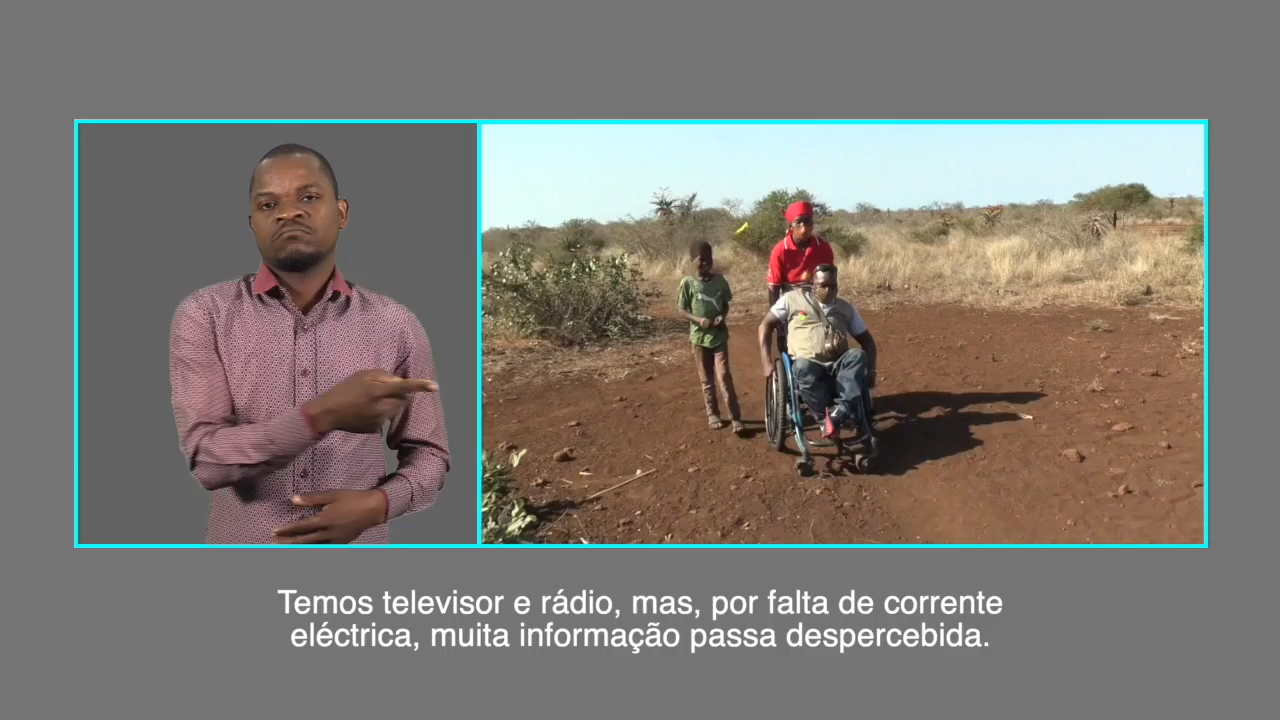 Temos televisor e rádio, mas, por falta de corrente
eléctrica, muita informação passa despercebida.